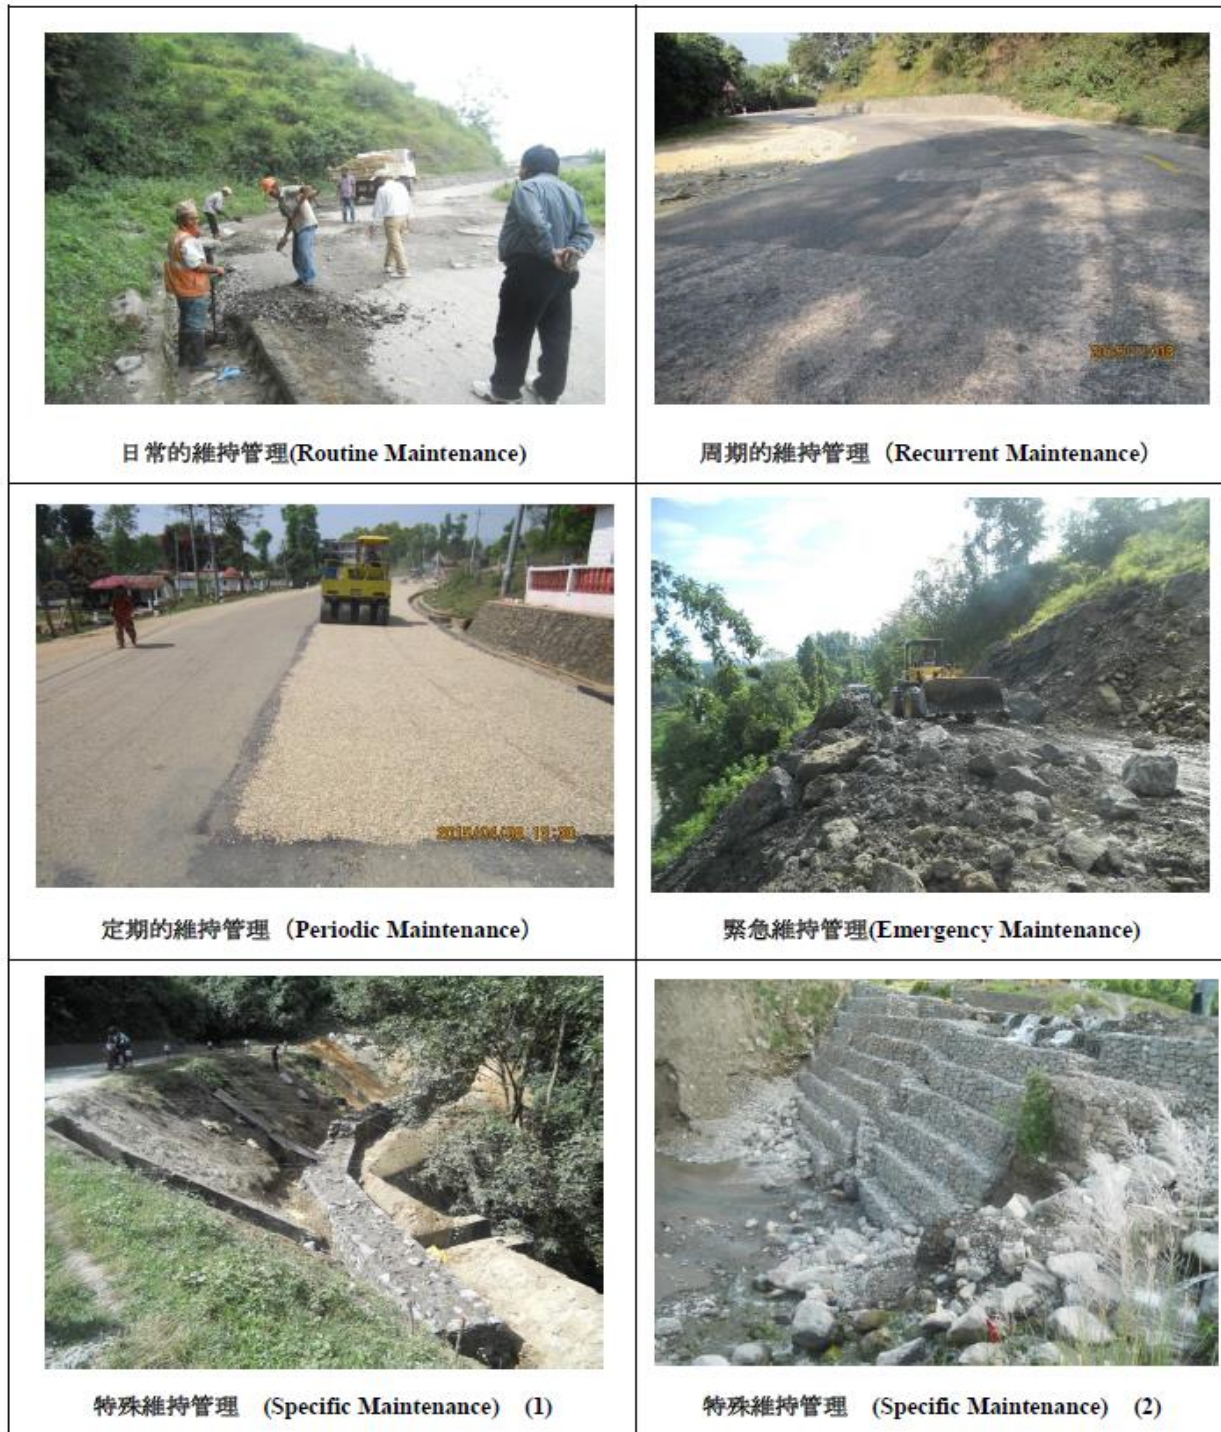 日常的維持管理(Routine Maintenance)
周期的維持管理（Recurrent Maintenance）
定期的維持管理（Periodic Maintenance）
緊急維持管理(Emergency Maintenance)
特殊維持管理　(Specific Maintenance)　(1)
特殊維持管理　(Specific Maintenance)　(2)